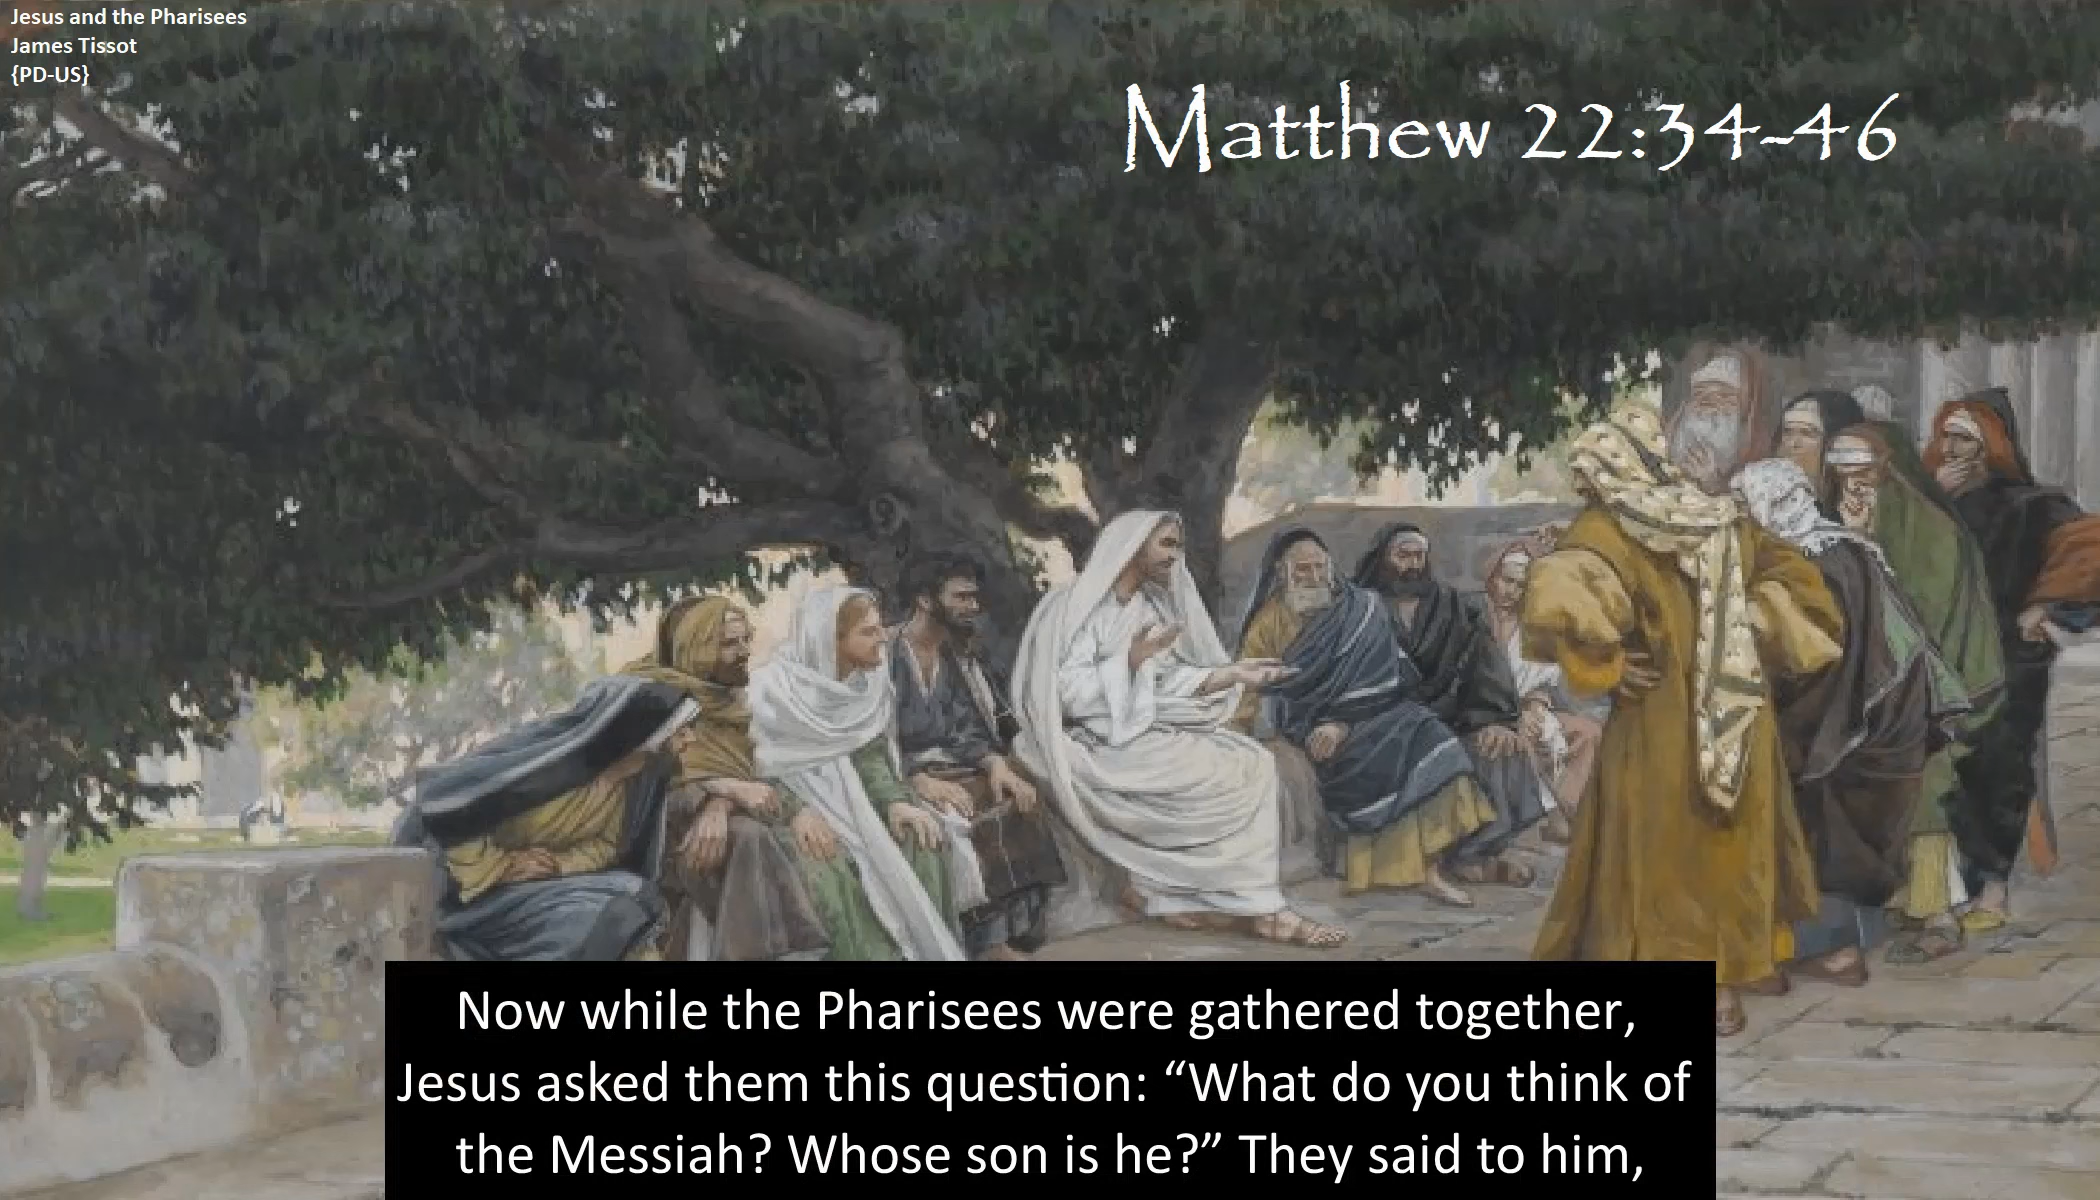 Jesus and the Pharisees
James Tissot
{PD-US}
Matthew 22:34-46
Now while the Pharisees were gathered together,
Jesus asked them this question: “What do you think of
the Messiah? Whose son is he?” They said to him,